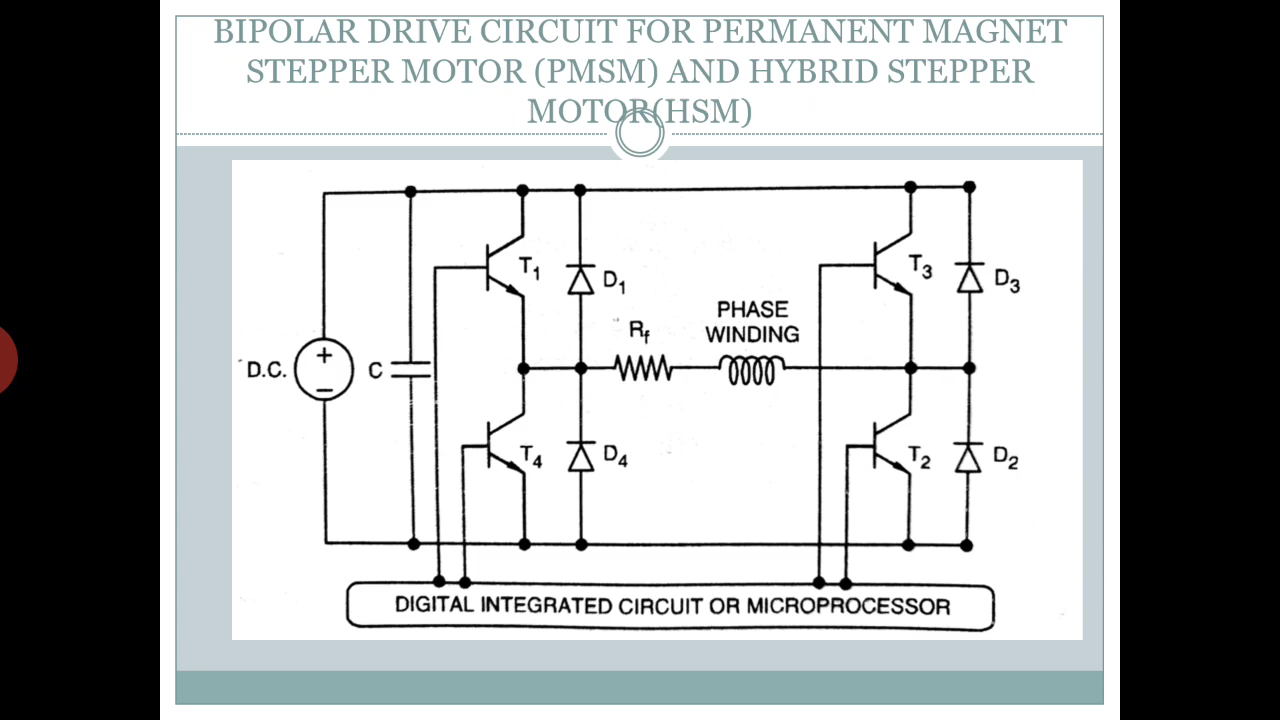 BIPOLAR DRIVE CIRCUIT FOR PERMANENT MAGNET
STEPPER MOTOR (PMSM) AND HYBRID STEPPER
MOTOR(HSM)
T1
D1
T3
D3
PHASE
WINDING
Rf
+
D.C.
C
−
T4
D4
T2
D2
DIGITAL INTEGRATED CIRCUIT OR MICROPROCESSOR